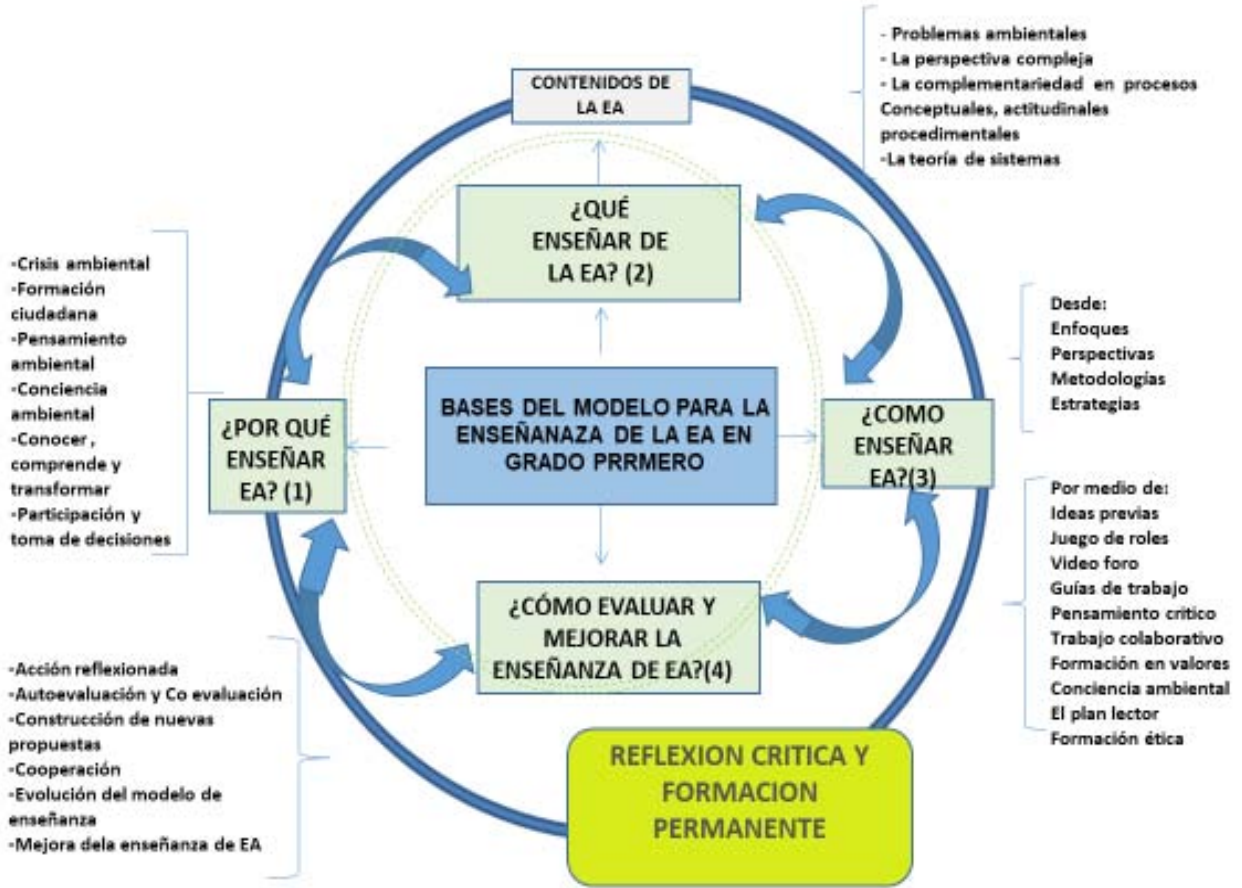 CONTENIDOS DE
LA EA
- Problemas ambientales
- La perspectiva compleja
- La complementariedad en procesos
Conceptuales, actitudinales
procedimentales
-La teoría de sistemas
¿QUÉ
ENSEÑAR DE
LA EA? (2)
-Crisis ambiental
-Formación
ciudadana
-Pensamiento
ambiental
-Conciencia
ambiental
-Conocer ,
comprende y
transformar
-Participación y
toma de decisiones
¿POR QUÉ
ENSEÑAR
EA? (1)
BASES DEL MODELO PARA LA
ENSEÑANAZA DE LA EA EN
GRADO PRRMERO
¿COMO
ENSEÑAR
EA?(3)
Desde:
Enfoques
Perspectivas
Metodologías
Estrategias
Por medio de:
Ideas previas
Juego de roles
Video foro
Guías de trabajo
Pensamiento critico
Trabajo colaborativo
Formación en valores
Conciencia ambiental
El plan lector
Formación ética
¿CÓMO EVALUAR Y
MEJORAR LA
ENSEÑANZA DE EA?(4)
-Acción reflexionada
-Autoevaluación y Co evaluación
-Construcción de nuevas
propuestas
-Cooperación
-Evolución del modelo de
enseñanza
-Mejora dela enseñanza de EA
REFLEXION CRITICA Y
FORMACION
PERMANENTE